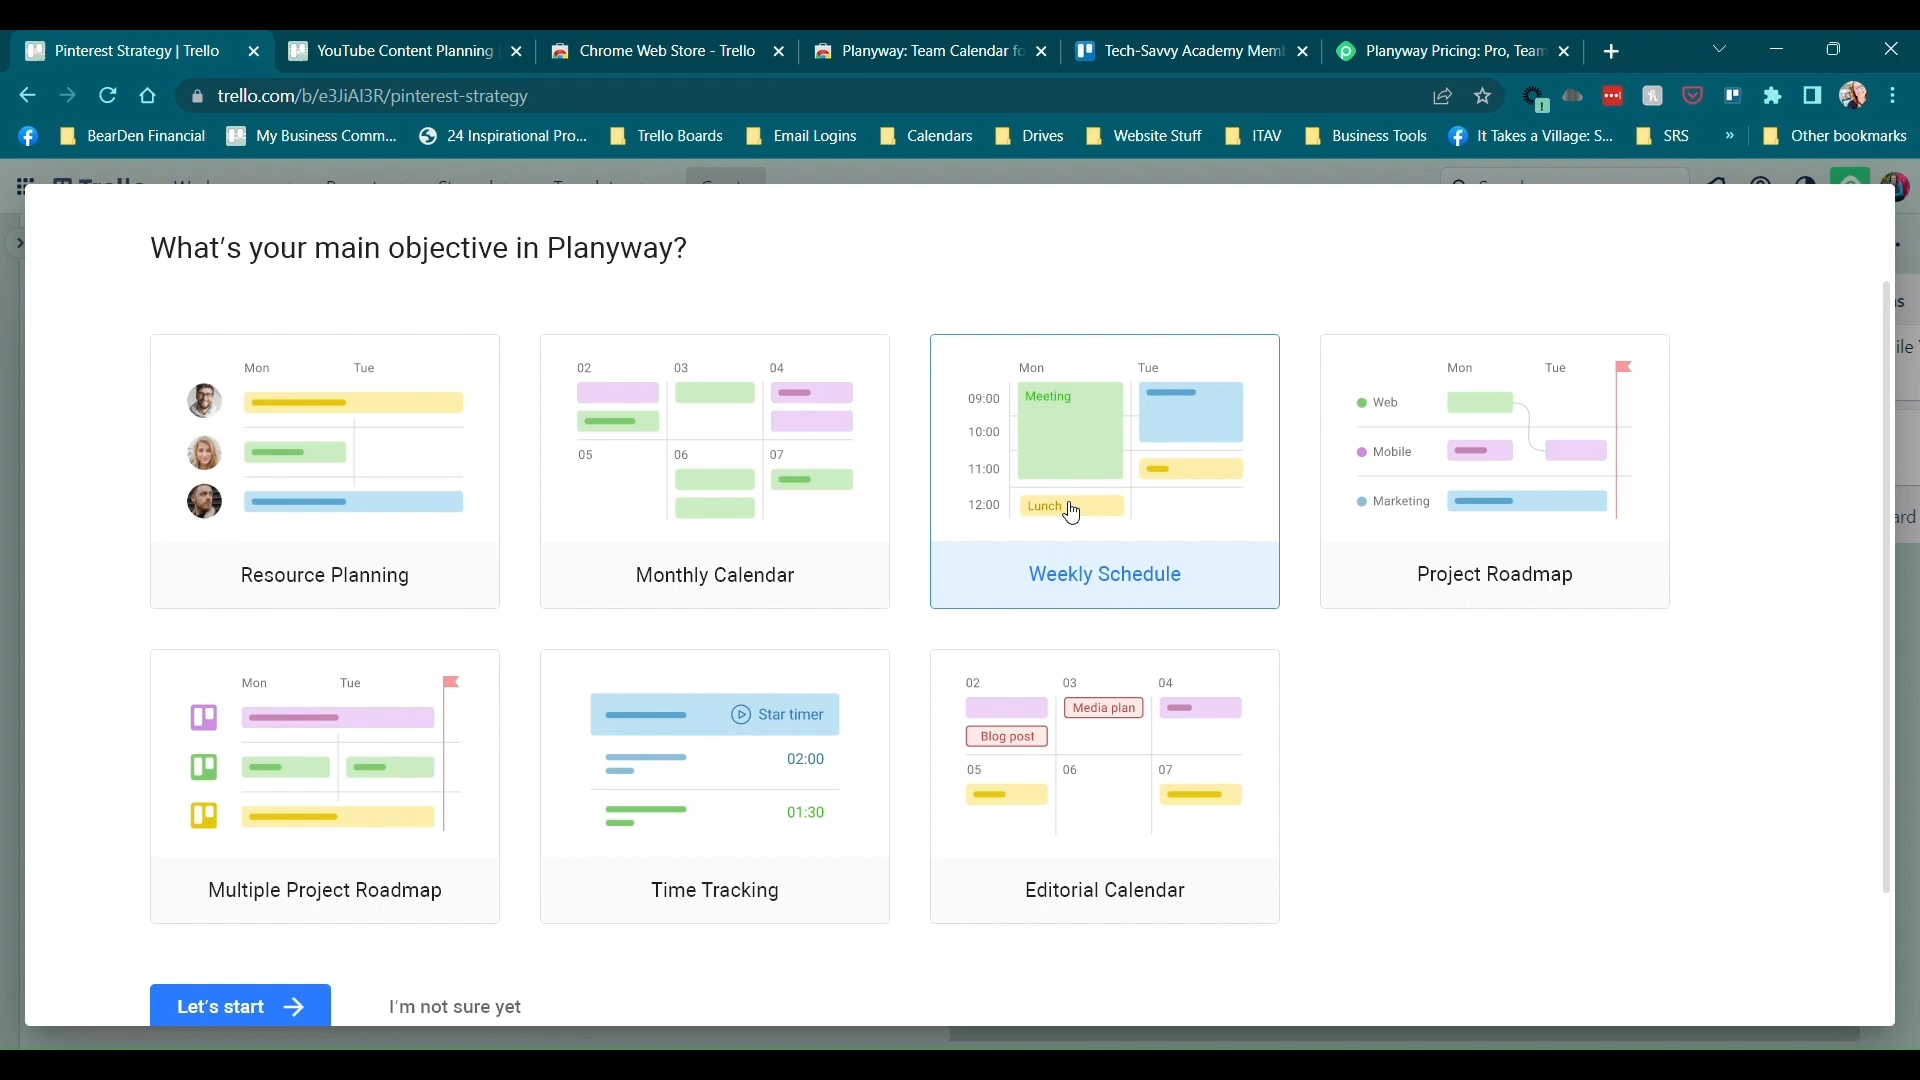 Pinterest Strategy | Trello
YouTube Content Planning
Chrome Web Store - Trello
Planyway: Team Calendar fo
Tech-Savvy Academy Memb
Planyway Pricing: Pro, Team
trello.com/b/e3JiAI3R/pinterest-strategy
BearDen Financial
My Business Comm...
24 Inspirational Pro...
Trello Boards
Email Logins
Calendars
Drives
Website Stuff
ITAV
Business Tools
It Takes a Village: S...
SRS
»
Other bookmarks
What's your main objective in Planyway?
Mon Tue
Resource Planning
02 03 04
05 06 07
Monthly Calendar
Mon Tue
09:00 Meeting
10:00
11:00
12:00 Lunch
Weekly Schedule
Mon Tue
Web
Mobile
Marketing
Project Roadmap
Mon Tue
Multiple Project Roadmap
Star timer
02:00
01:30
Time Tracking
02 03 04
Media plan
Blog post
05 06 07
Editorial Calendar
Let's start
I'm not sure yet